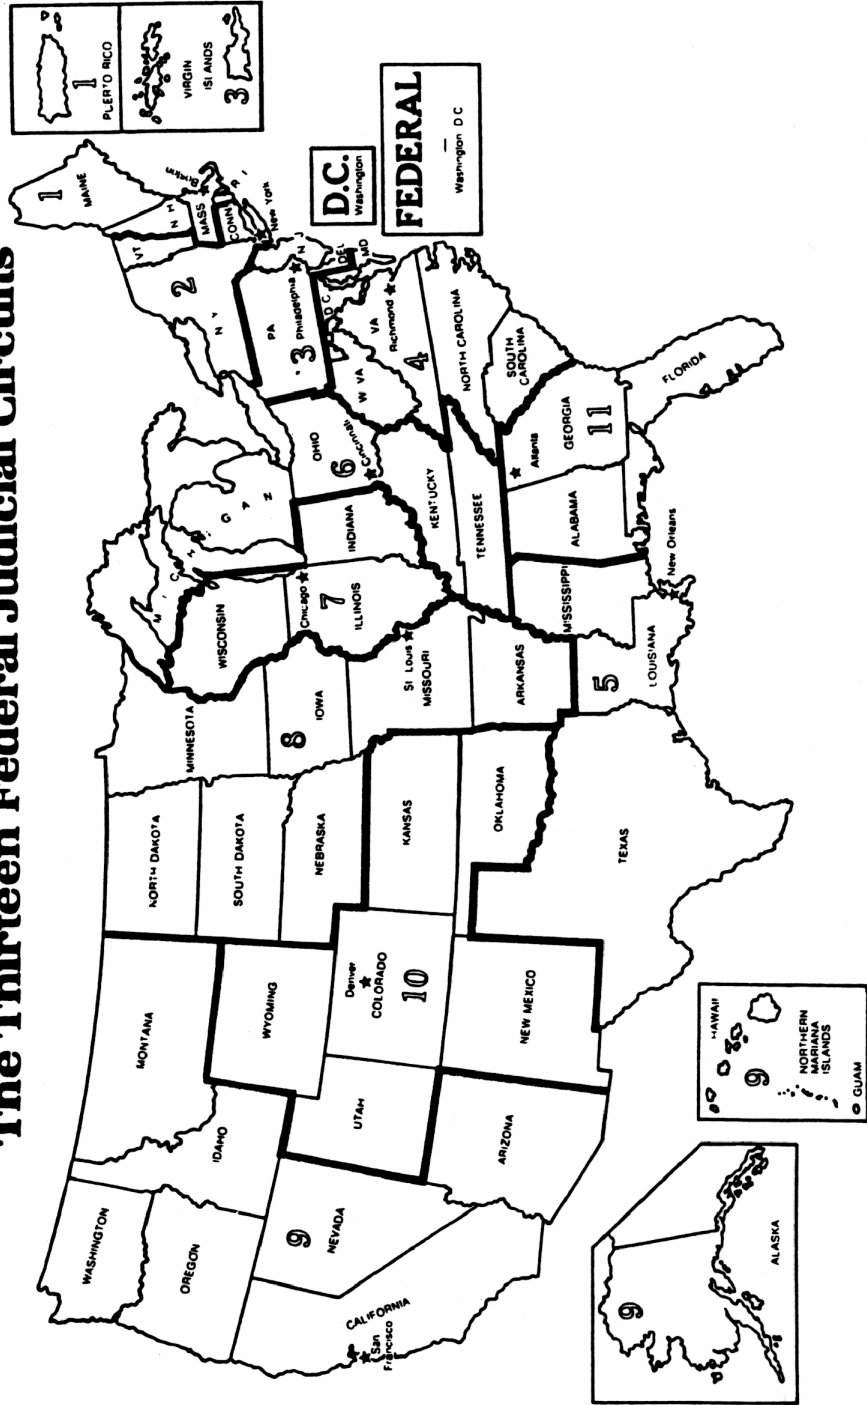 The Thirteen Federal Judicial Circuits
1
PUERTO RICO
VIRGIN
ISLANDS
3
D.C.
Washington
FEDERAL
—
Washington D C
WASHINGTON
OREGON
CALIFORNIA
San
Francisco
9
NEVADA
IDAHO
MONTANA
WYOMING
UTAH
ARIZONA
Denver
COLORADO
10
NEW MEXICO
NORTH DAKOTA
SOUTH DAKOTA
NEBRASKA
KANSAS
OKLAHOMA
TEXAS
MINNESOTA
8
IOWA
St Louis
MISSOURI
ARKANSAS
5
LOUISIANA
New Orleans
MISSISSIPPI
WISCONSIN
MICHIGAN
Chicago
7
ILLINOIS
INDIANA
OHIO
6
Cincinnati
KENTUCKY
TENNESSEE
ALABAMA
Atlanta
GEORGIA
11
FLORIDA
SOUTH
CAROLINA
NORTH CAROLINA
4
VA
Richmond
W VA
D C
MD
DEL
N J
PA
3
Philadelphia
2
N Y
New York
VT
N H
MASS
Boston
CONN
R I
1
MAINE
9
ALASKA
HAWAII
9
NORTHERN
MARIANA
ISLANDS
GUAM